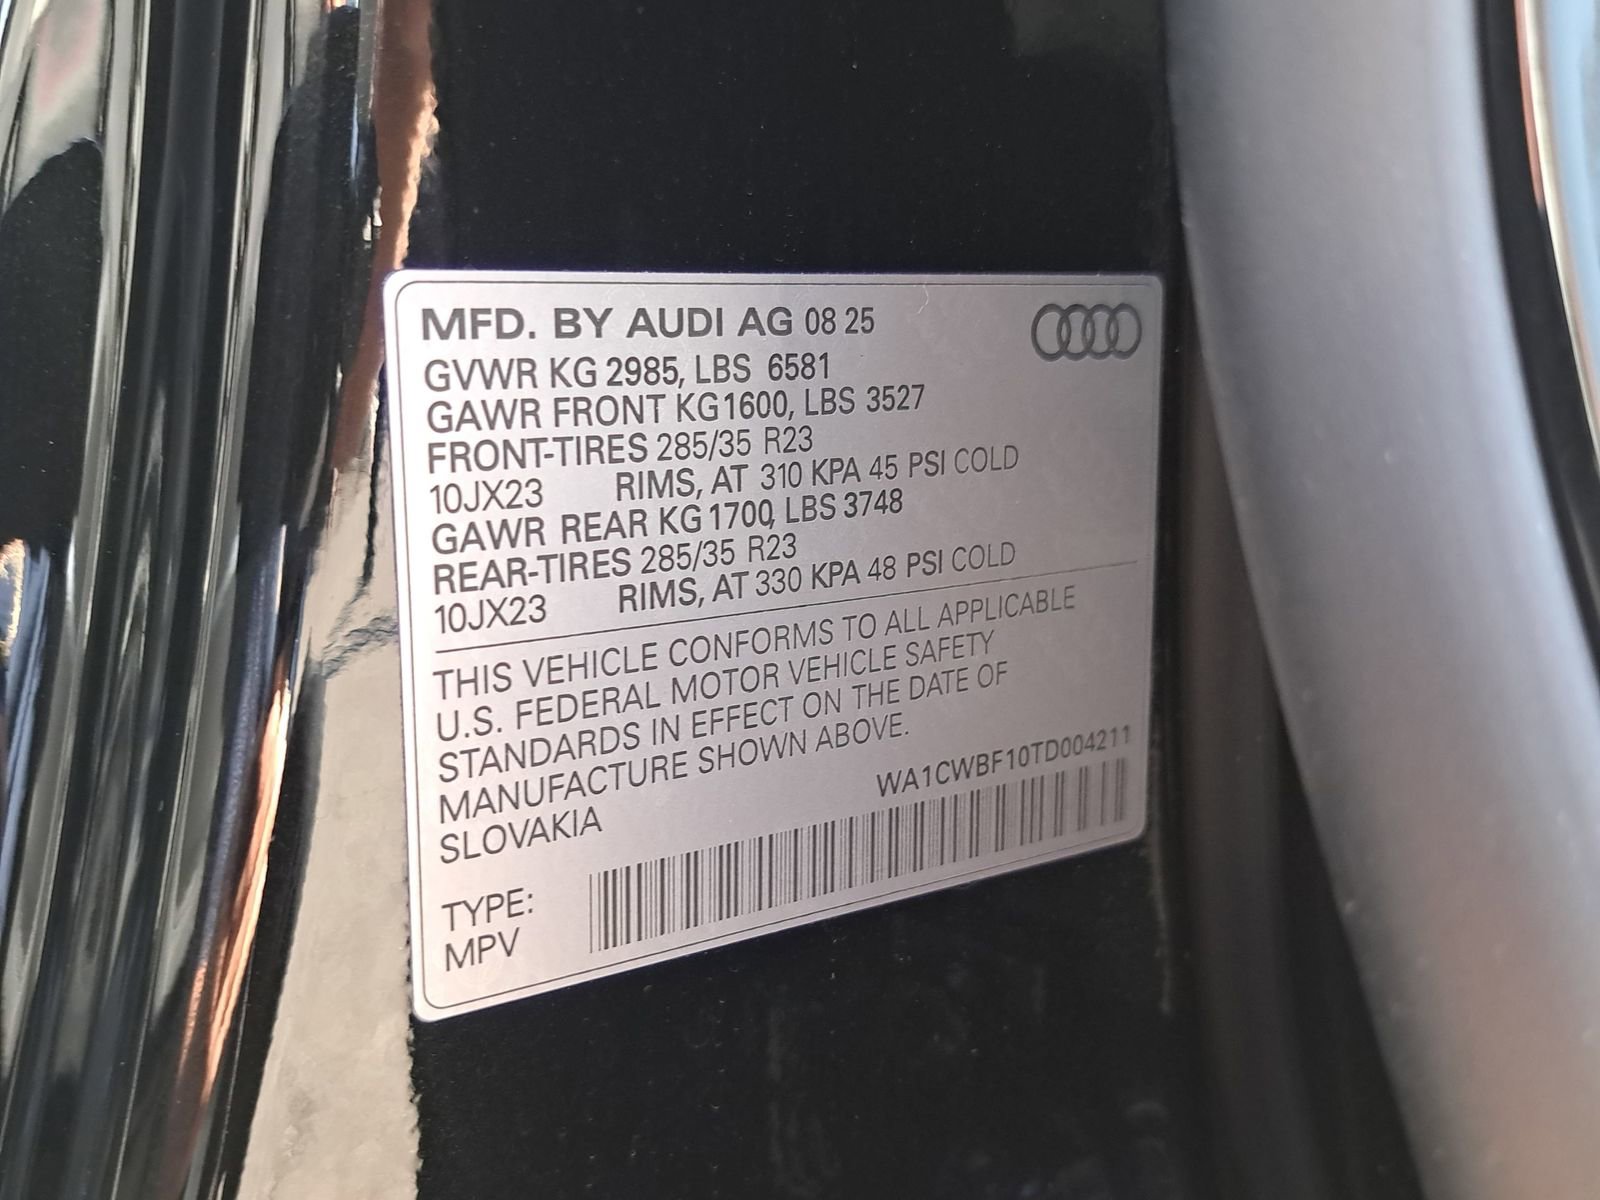 MFD. BY AUDI AG 08 25
GVWR KG 2985, LBS 6581
GAWR FRONT KG1600, LBS 3527
FRONT-TIRES 285/35 R23
10JX23 RIMS, AT 310 KPA 45 PSI COLD
GAWR REAR KG1700, LBS 3748
REAR-TIRES 285/35 R23
10JX23 RIMS, AT 330 KPA 48 PSI COLD
THIS VEHICLE CONFORMS TO ALL APPLICABLE
U.S. FEDERAL MOTOR VEHICLE SAFETY
STANDARDS IN EFFECT ON THE DATE OF
MANUFACTURE SHOWN ABOVE.
SLOVAKIA WA1CWBF10TD004211
TYPE:
MPV